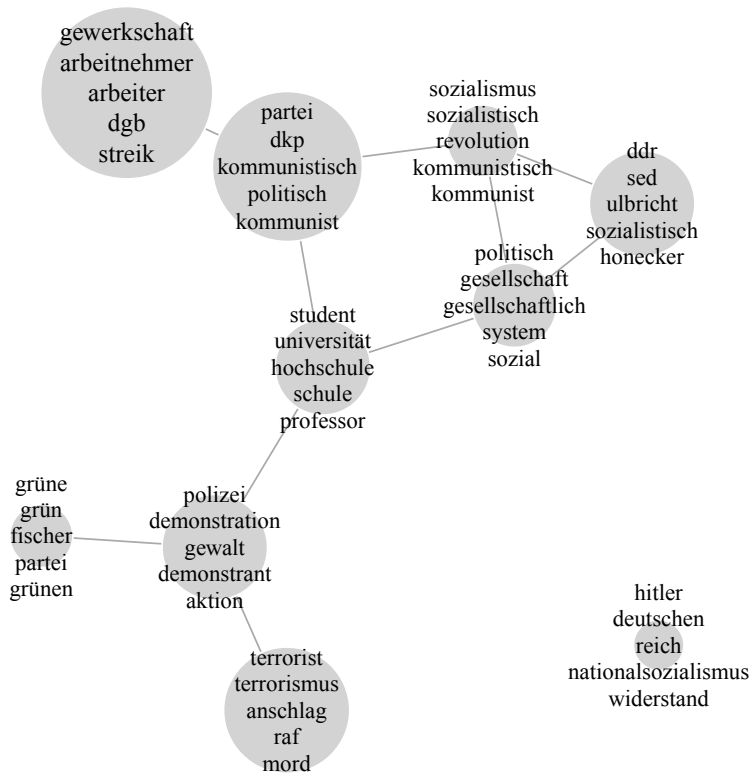 gewerkschaft
arbeitnehmer
arbeiter
dgb
streik
partei
dkp
kommunistisch
politisch
kommunist
sozialismus
sozialistisch
revolution
kommunistisch
kommunist
ddr
sed
ulbricht
sozialistisch
honecker
politisch
gesellschaft
gesellschaftlich
system
sozial
student
universität
hochschule
schule
professor
grüne
grün
fischer
partei
grünen
polizei
demonstration
gewalt
demonstrant
aktion
hitler
deutschen
reich
nationalsozialismus
widerstand
terrorist
terrorismus
anschlag
raf
mord